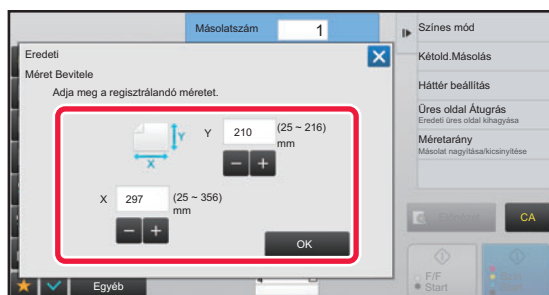 Másolatszám 1
Eredeti
Méret Bevitele
Adja meg a regisztrálandó méretet.
Y
X
Y 210 (25 ~ 216)
mm
X 297 (25 ~ 356)
mm
OK
Színes mód
Kétold.Másolás
Háttér beállítás
Üres oldal Átugrás
Eredeti üres oldal kihagyása
Méretarány
Másolat nagyítása/kicsinyítése
CA
F/F
Start
Start
Egyéb